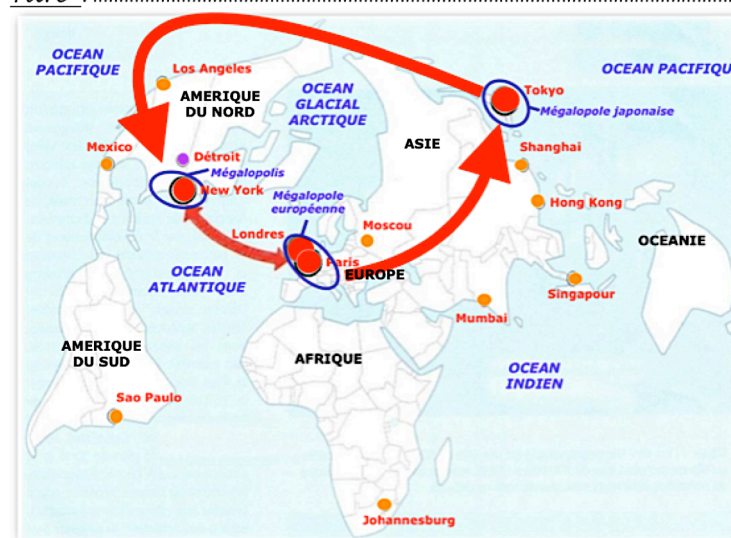 OCEAN
PACIFIQUE
Los Angeles
AMERIQUE
DU NORD
OCEAN
GLACIAL
ARCTIQUE
Tokyo
OCEAN PACIFIQU
Mégalopole japonaise
ASIE
Mexico
Détroit
Mégalopolis
New York
Mégalopole
européenne
Shanghai
Hong Kong
Londres
Moscou
Paris
EUROPE
OCEANIE
OCEAN
ATLANTIQUE
Singapour
Mumbai
AMERIQUE
DU SUD
AFRIQUE
OCEAN
INDIEN
Sao Paulo
Johannesburg